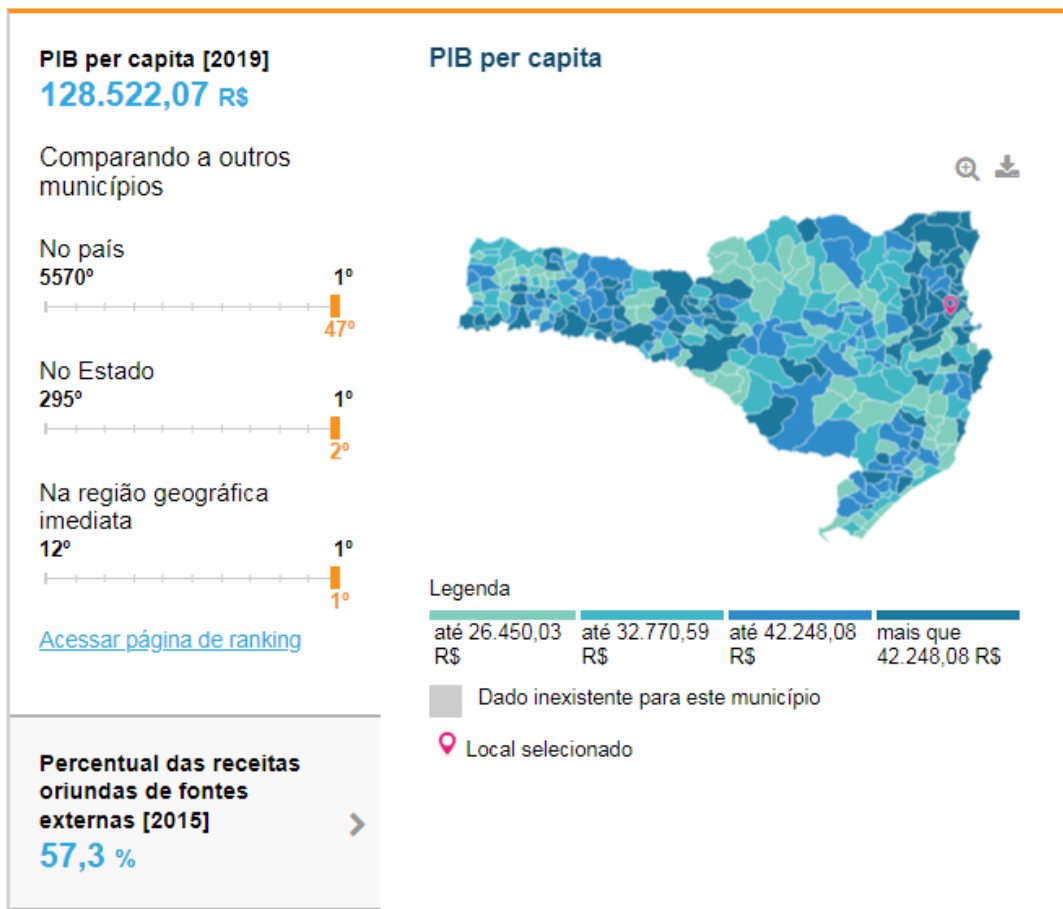 PIB per capita [2019]
128.522,07 R$
Comparando a outros
municípios
No país
5570º 1º
47º
No Estado
295º 1º
2º
Na região geográfica
imediata
12º 1º
1º
Acessar página de ranking
Percentual das receitas
oriundas de fontes
externas [2015]
57,3 %
PIB per capita
Legenda
até 26.450,03
R$
até 32.770,59
R$
até 42.248,08
R$
mais que
42.248,08 R$
Dado inexistente para este município
Local selecionado